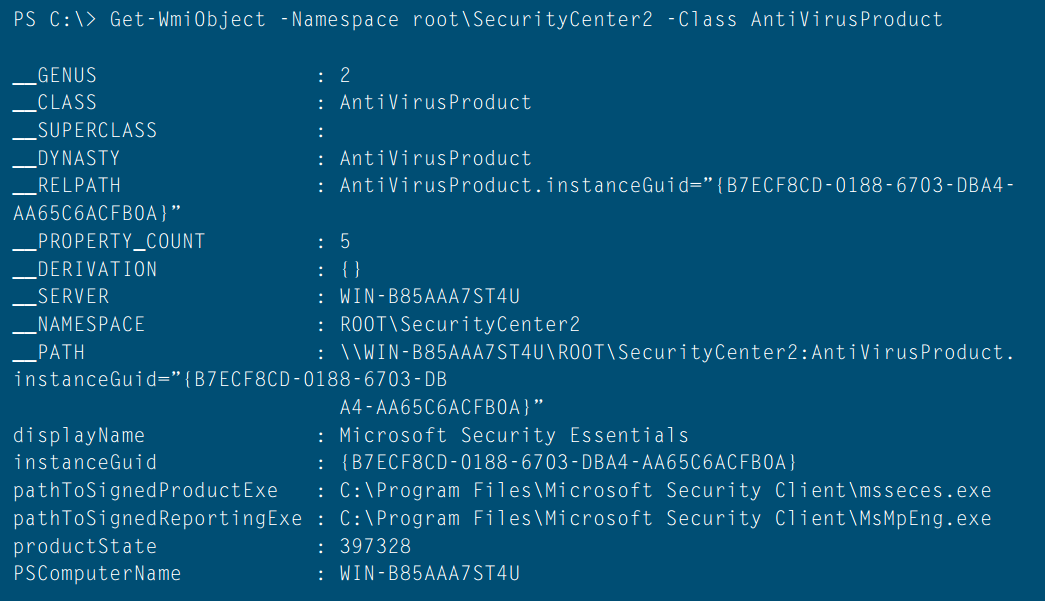 PS C:\> Get-WmiObject -Namespace root\SecurityCenter2 -Class AntiVirusProduct
__GENUS : 2
__CLASS : AntiVirusProduct
__SUPERCLASS :
__DYNASTY : AntiVirusProduct
__RELPATH : AntiVirusProduct.instanceGuid=”{B7ECF8CD-0188-6703-DBA4-
AA65C6ACFB0A}”
__PROPERTY_COUNT : 5
__DERIVATION : {}
__SERVER : WIN-B85AAA7ST4U
__NAMESPACE : ROOT\SecurityCenter2
__PATH : \\WIN-B85AAA7ST4U\ROOT\SecurityCenter2:AntiVirusProduct.
instanceGuid=”{B7ECF8CD-0188-6703-DB
A4-AA65C6ACFB0A}”
displayName : Microsoft Security Essentials
instanceGuid : {B7ECF8CD-0188-6703-DBA4-AA65C6ACFB0A}
pathToSignedProductExe : C:\Program Files\Microsoft Security Client\msseces.exe
pathToSignedReportingExe : C:\Program Files\Microsoft Security Client\MsMpEng.exe
productState : 397328
PSComputerName : WIN-B85AAA7ST4U